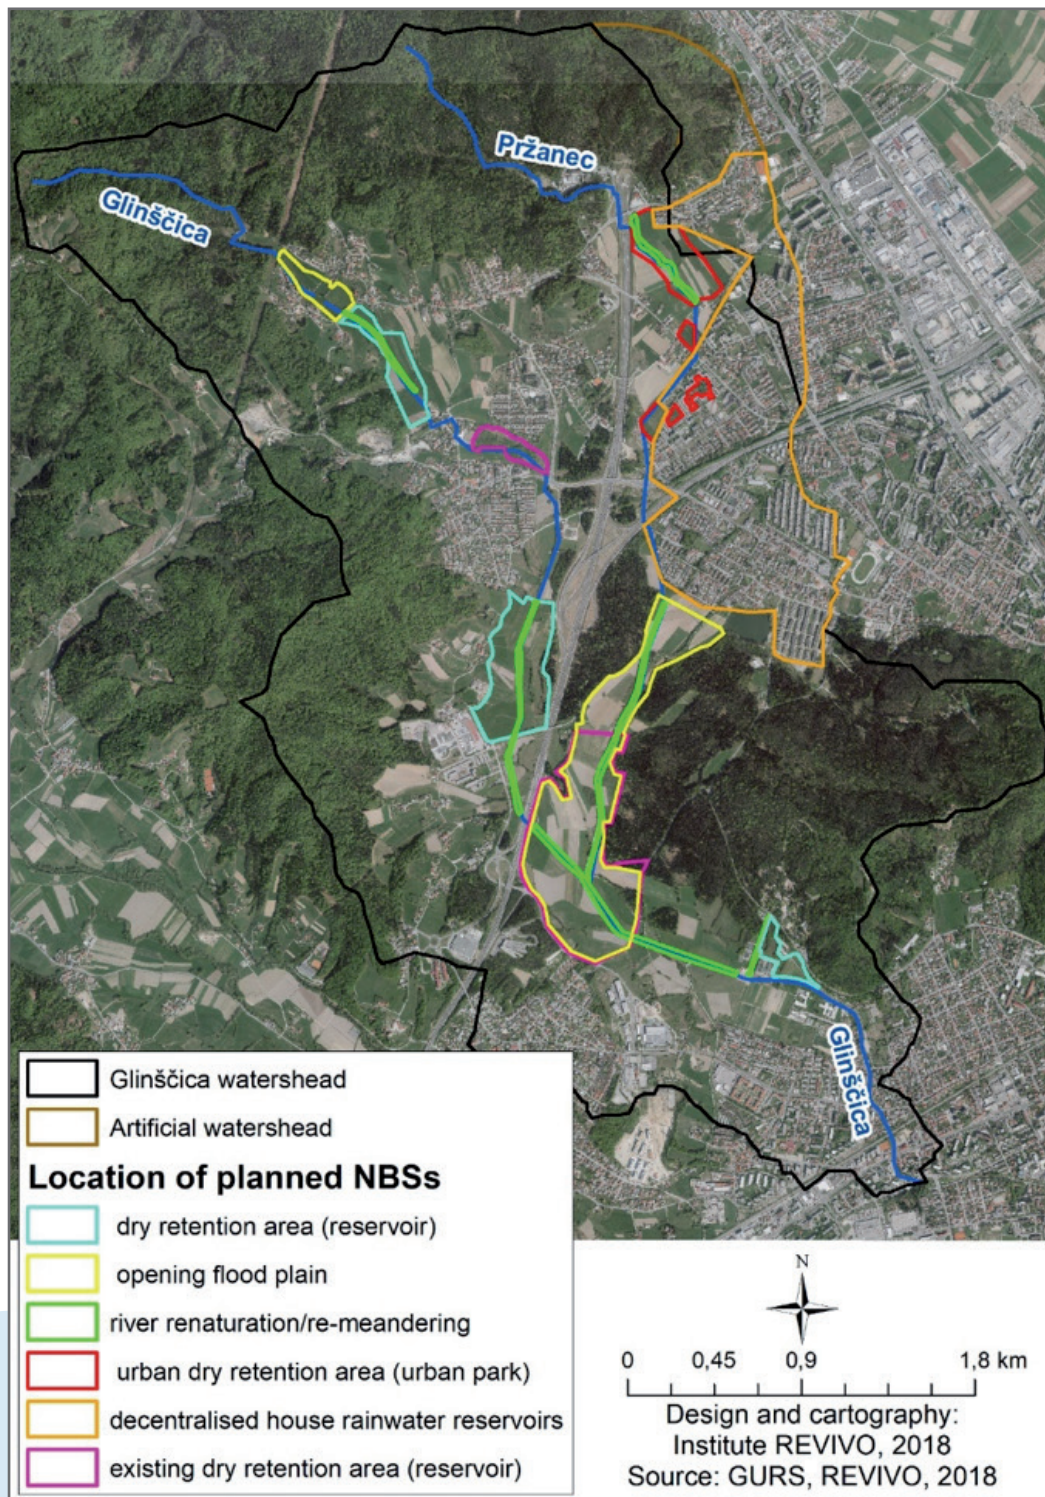 Pržanec
Glinščica
Glinščica
Glinščica watershead
Artificial watershead
Location of planned NBSs
dry retention area (reservoir)
opening flood plain
river renaturation/re-meandering
urban dry retention area (urban park)
decentralised house rainwater reservoirs
existing dry retention area (reservoir)
N
0 0,45 0,9 1,8 km
Design and cartography:
Institute REVIVO, 2018
Source: GURS, REVIVO, 2018